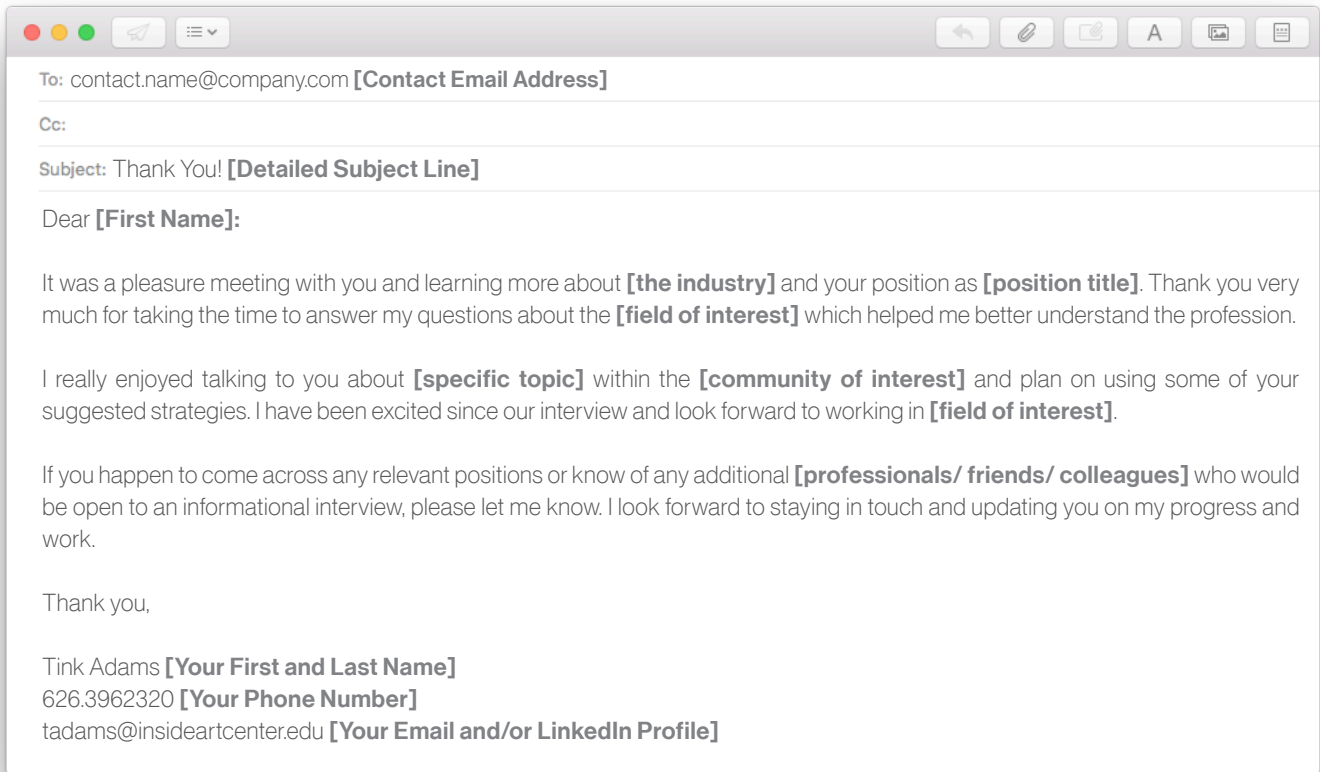 To: contact.name@company.com [Contact Email Address]
Cc:
Subject: Thank You! [Detailed Subject Line]
Dear [First Name]:
It was a pleasure meeting with you and learning more about [the industry] and your position as [position title]. Thank you very
much for taking the time to answer my questions about the [field of interest] which helped me better understand the profession.
I really enjoyed talking to you about [specific topic] within the [community of interest] and plan on using some of your
suggested strategies. I have been excited since our interview and look forward to working in [field of interest].
If you happen to come across any relevant positions or know of any additional [professionals/ friends/ colleagues] who would
be open to an informational interview, please let me know. I look forward to staying in touch and updating you on my progress and
work.
Thank you,
Tink Adams [Your First and Last Name]
626.3962320 [Your Phone Number]
tadams@insideartcenter.edu [Your Email and/or LinkedIn Profile]